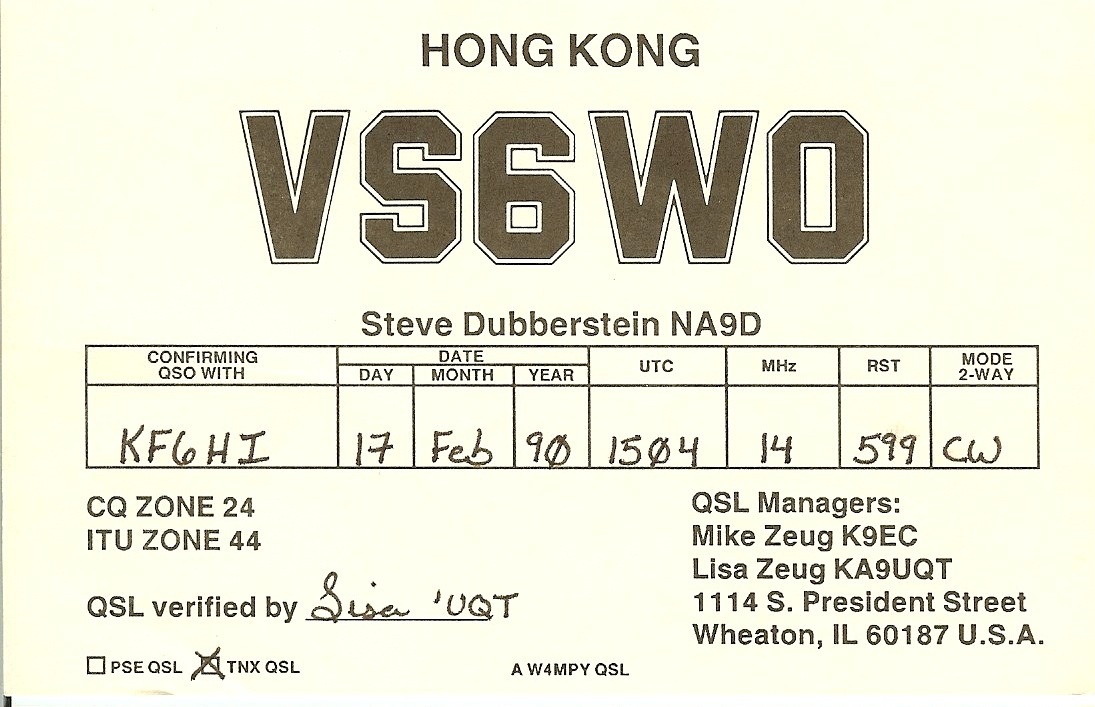 HONG KONG
VS6WO
Steve Dubberstein NA9D
CONFIRMING QSO WITH DATE DAY MONTH YEAR UTC MHz RST MODE 2-WAY
KF6HI 17 Feb 90 1504 14 599 CW
CQ ZONE 24
ITU ZONE 44
QSL verified by Lisa 'UQT
QSL Managers:
Mike Zeug K9EC
Lisa Zeug KA9UQT
1114 S. President Street
Wheaton, IL 60187 U.S.A.
PSE QSL TNX QSL
A W4MPY QSL